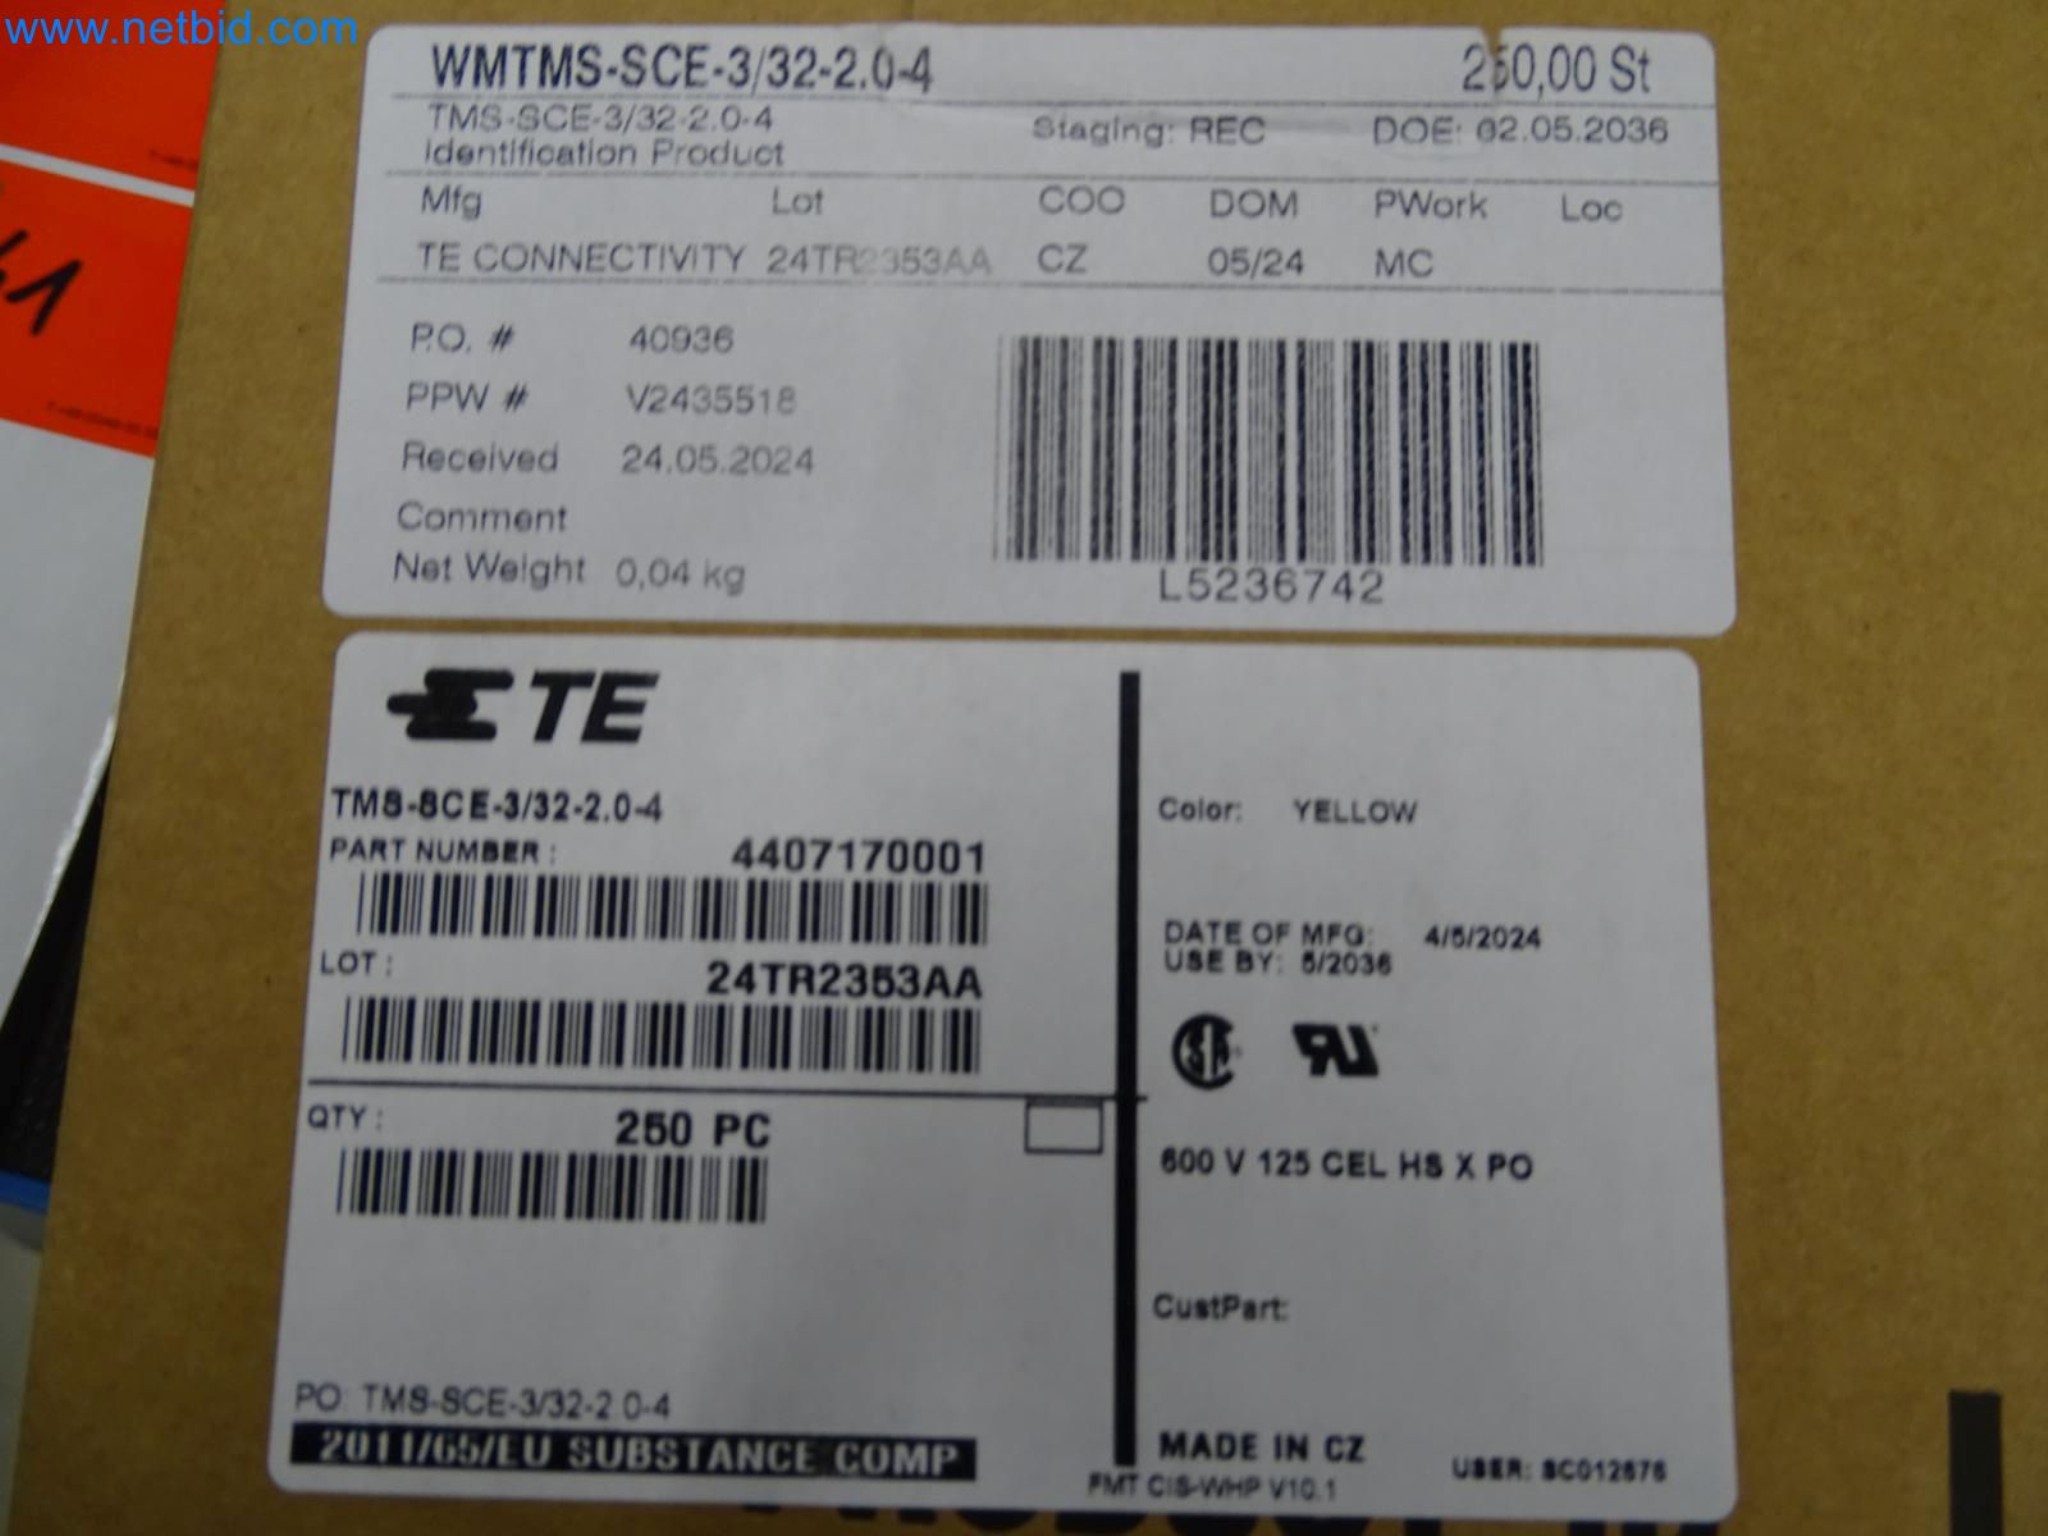 www.netbid.com
WMTMS-SCE-3/32-2.0-4 250,00 St
TMS-SCE-3/32-2.0-4
Identification Product
Staging: REC DOE: 02.05.2036
Mfg Lot COO DOM PWork Loc
TE CONNECTIVITY 24TR2353AA CZ 05/24 MC
P.O. # 40936
PPW # V2435518
Received 24.05.2024
Comment
Net Weight 0,04 kg
L5236742
TE
TMS-SCE-3/32-2.0-4
PART NUMBER : 4407170001
LOT : 24TR2353AA
QTY : 250 PC
PO: TMS-SCE-3/32-2.0-4
2011/65/EU SUBSTANCE COMP
Color: YELLOW
DATE OF MFG: 4/5/2024
USE BY: 5/2036
600 V 125 CEL HS X PO
CustPart:
MADE IN CZ
USER: SC012676
FMT CIS-WHP V10.1